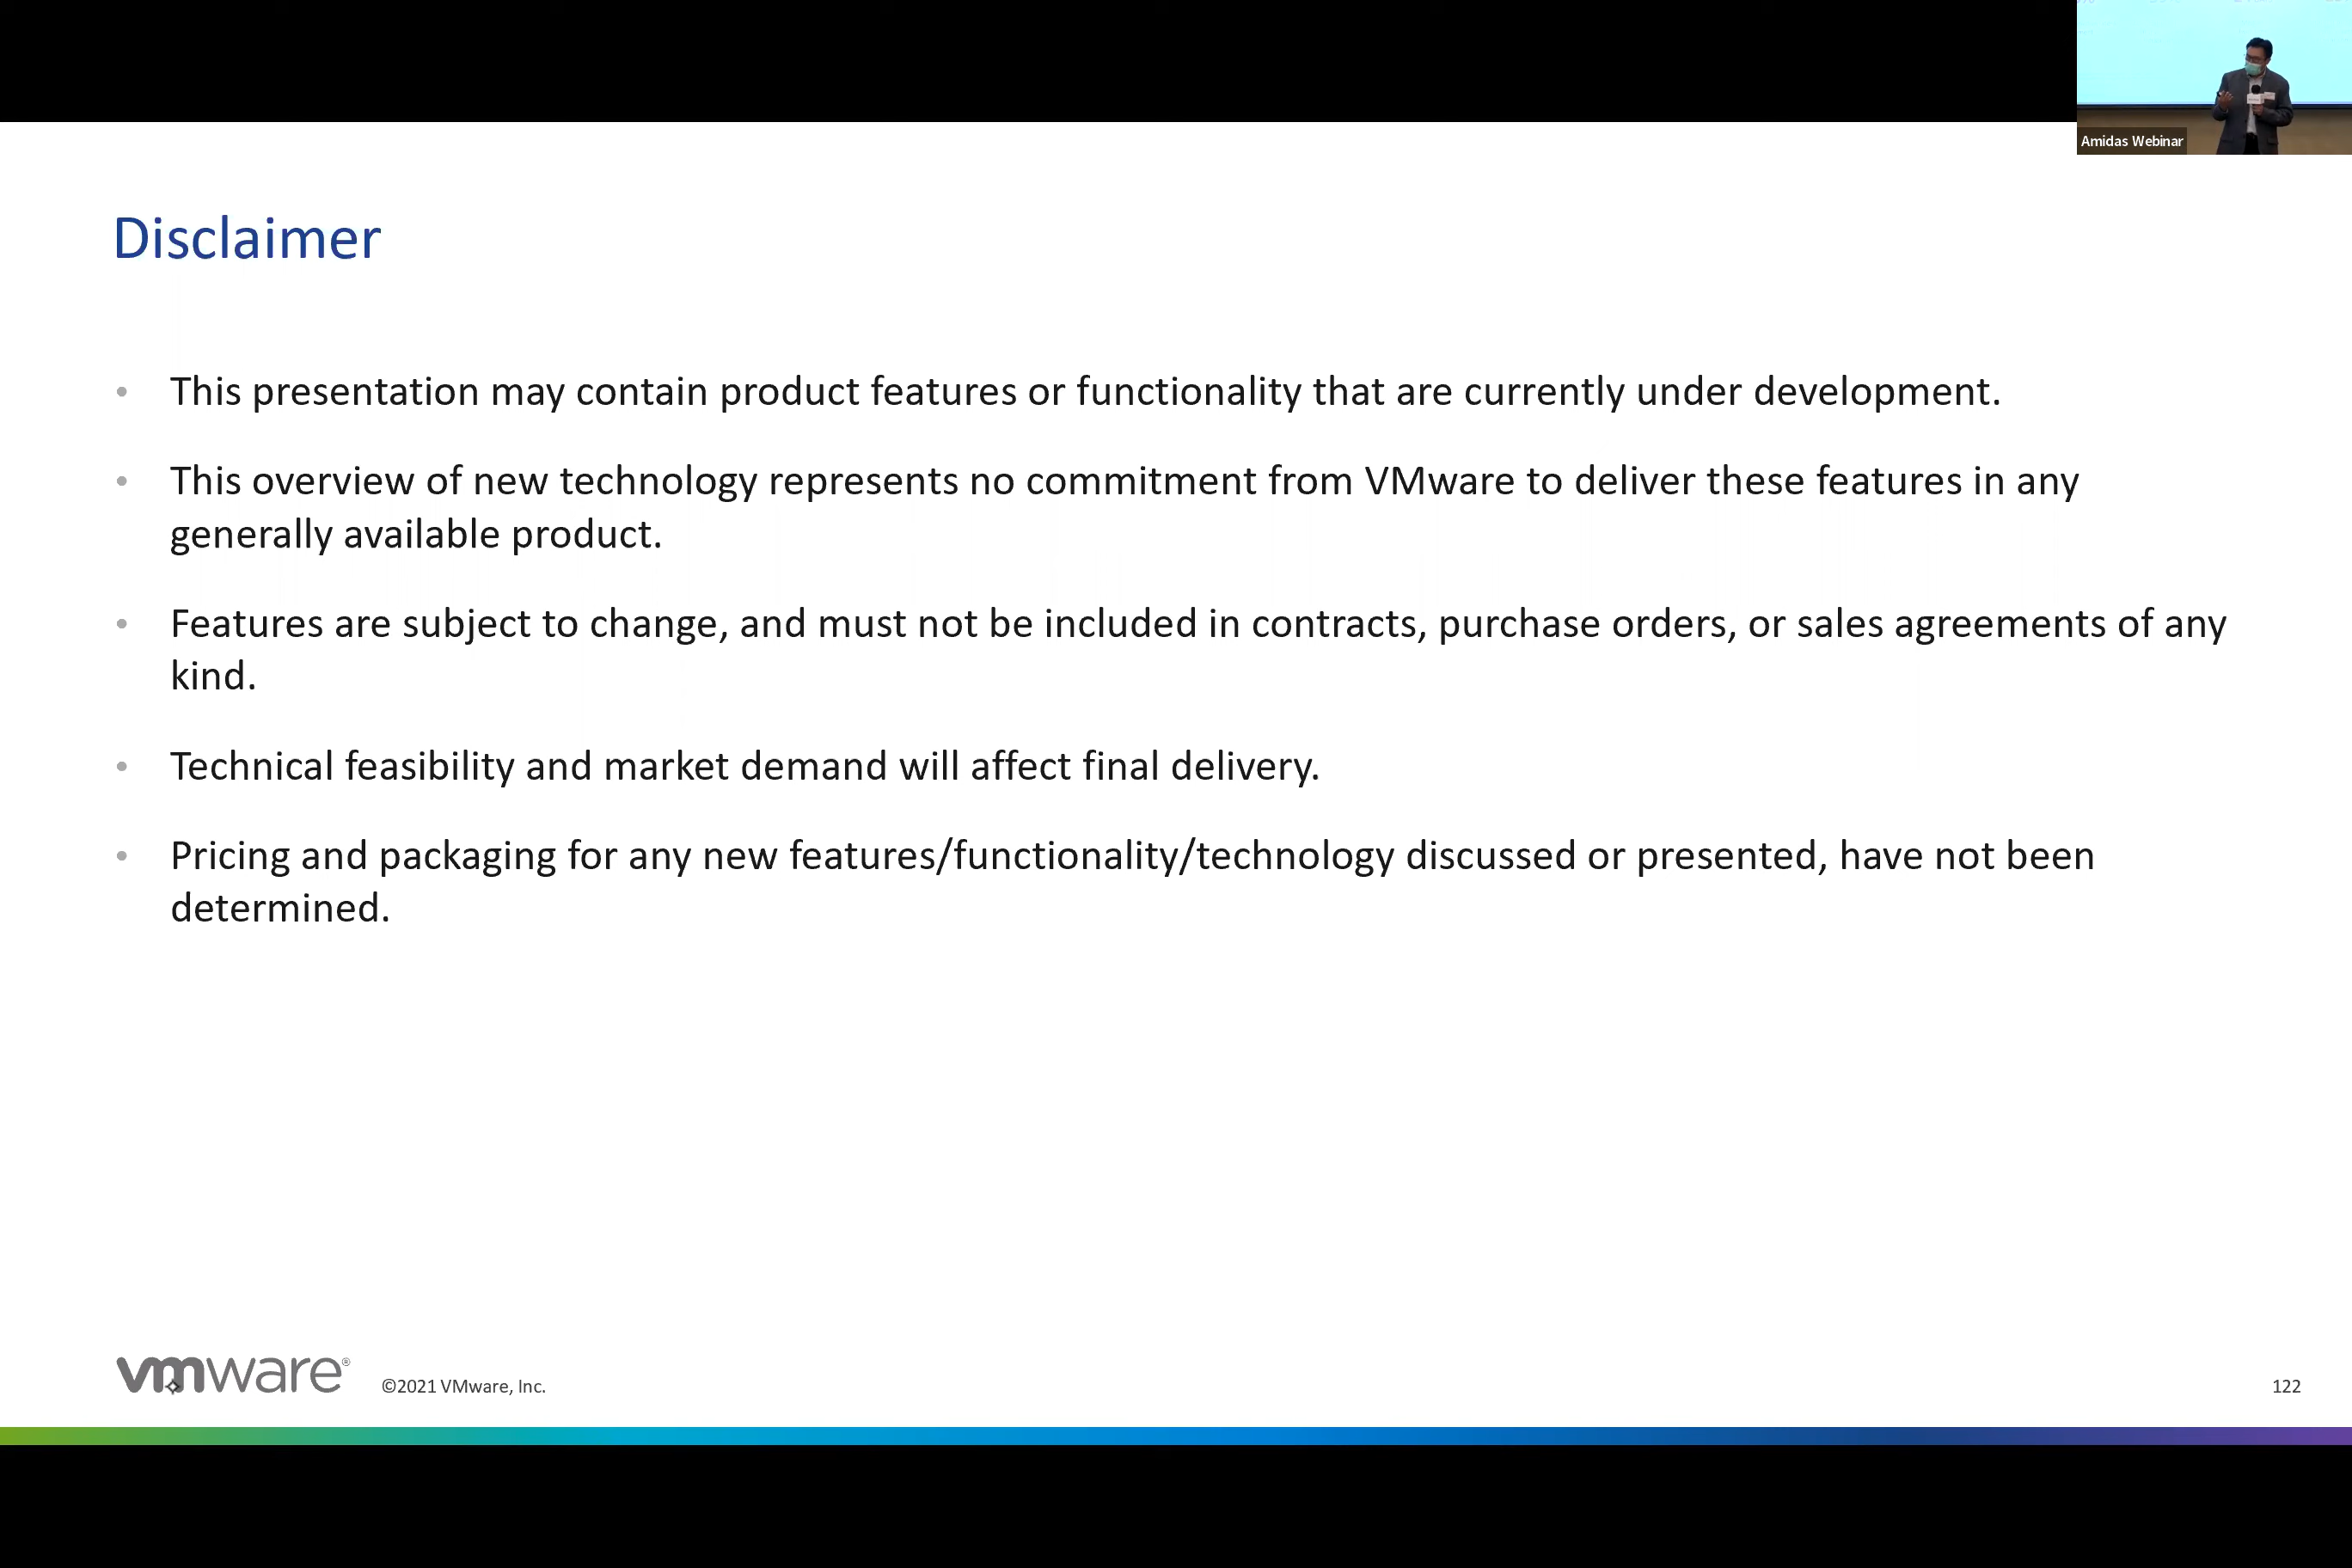 Amidas Webinar
Disclaimer
• This presentation may contain product features or functionality that are currently under development.
• This overview of new technology represents no commitment from VMware to deliver these features in any
generally available product.
• Features are subject to change, and must not be included in contracts, purchase orders, or sales agreements of any
kind.
• Technical feasibility and market demand will affect final delivery.
• Pricing and packaging for any new features/functionality/technology discussed or presented, have not been
determined.
vmware®
©2021 VMware, Inc.
122